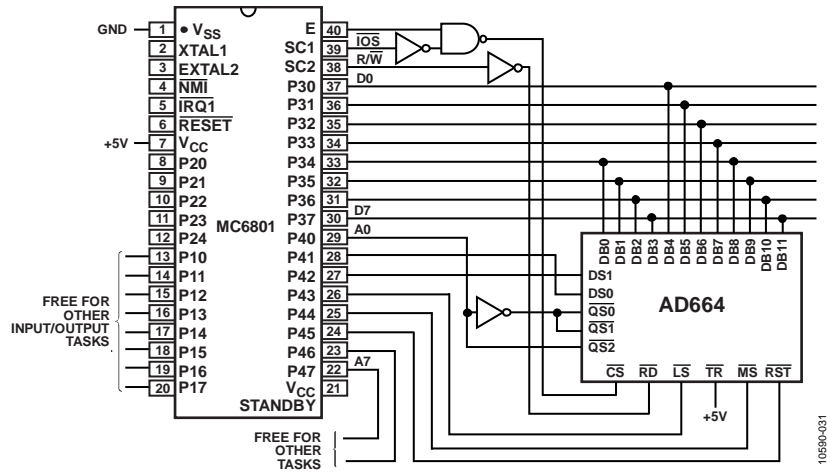 GND
1
• VSS
E
40
2
XTAL1
SC1
39
IOS
3
EXTAL2
SC2
38
R/W
4
NMI
P30
37
D0
5
IRQ1
P31
36
6
RESET
P32
35
+5V
7
VCC
P33
34
8
P20
P34
33
9
P21
P35
32
10
P22
P36
31
11
P23
MC6801
P37
30
D7
12
P24
P40
29
A0
13
P10
P41
28
14
P11
P42
27
15
P12
P43
26
16
P13
P44
25
17
P14
P45
24
18
P15
P46
23
19
P16
P47
22
A7
20
P17
VCC
21
STANDBY
FREE FOR
OTHER
INPUT/OUTPUT
TASKS
FREE FOR
OTHER
TASKS
DB0
DB1
DB2
DB3
DB4
DB5
DB6
DB7
DB8
DB9
DB10
DB11
DS1
DS0
QS0
QS1
QS2
AD664
CS
RD
LS
TR
MS
RST
+5V
10590-031